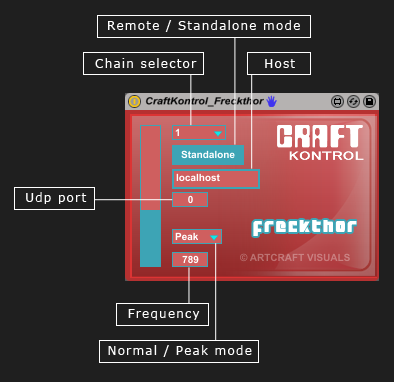 Remote / Standalone mode
Chain selector
Host
CraftKontrol_Freckthor
1
CRAFT
KONTROL
Standalone
localhost
Udp port
0
freckthor
Peak
789
© ARTCRAFT VISUALS
Frequency
Normal / Peak mode